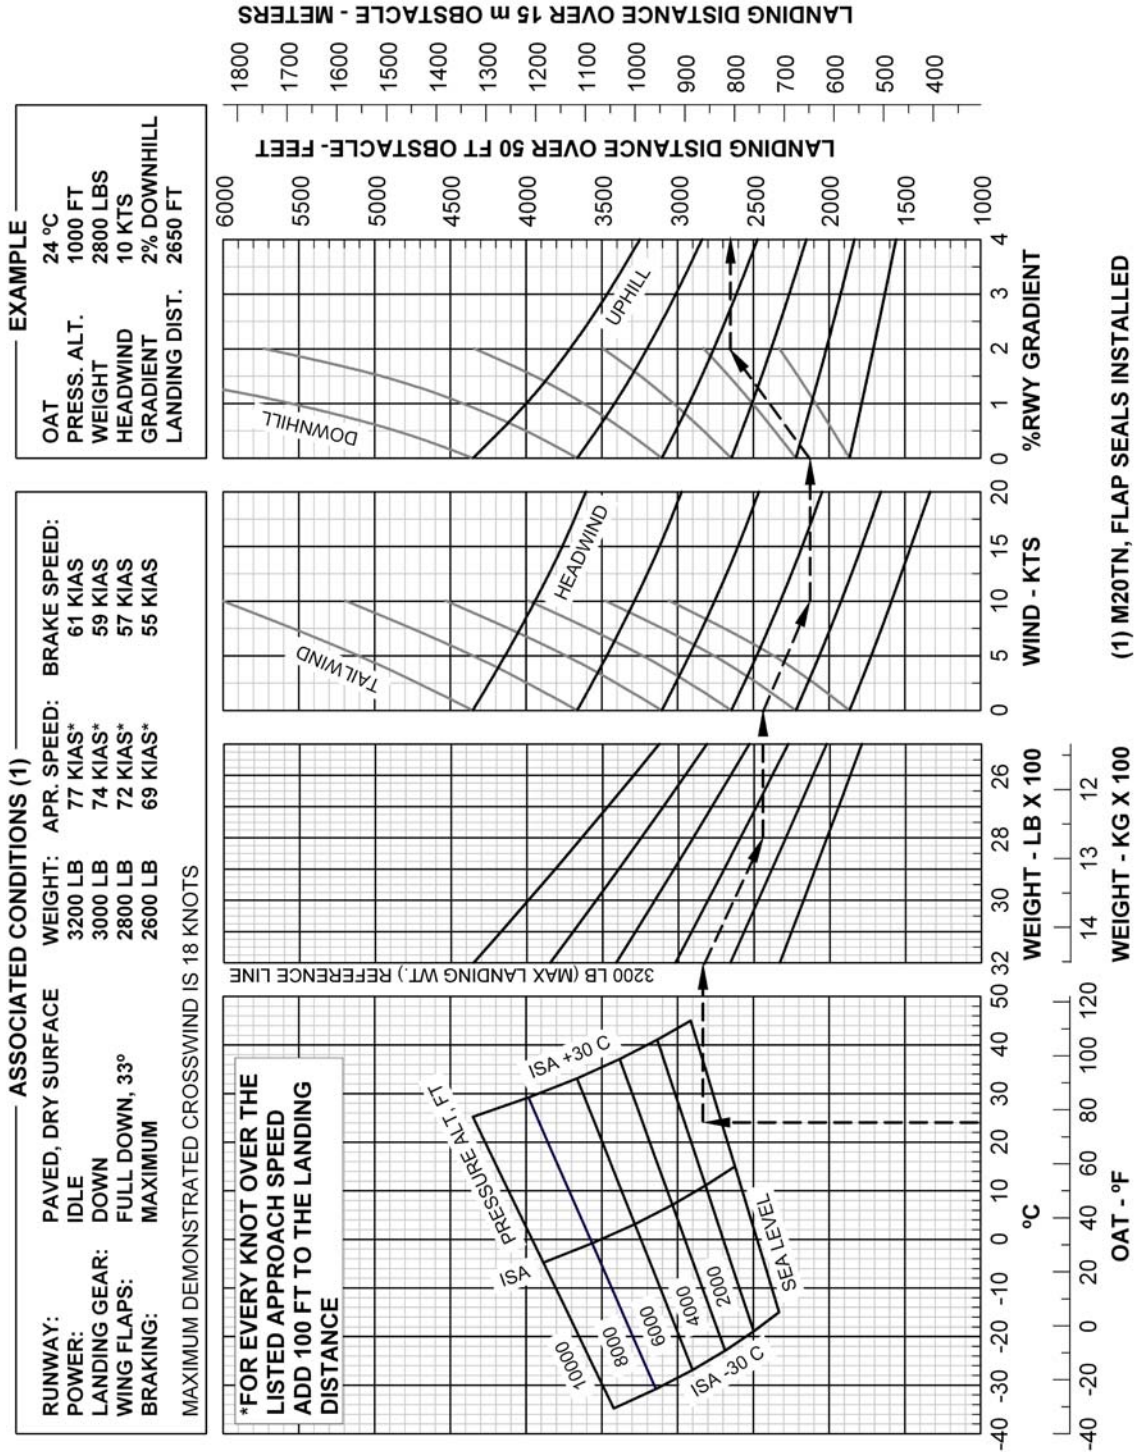 ASSOCIATED CONDITIONS (1)
RUNWAY: PAVED, DRY SURFACE
POWER: IDLE
LANDING GEAR: DOWN
WING FLAPS: FULL DOWN, 33º
BRAKING: MAXIMUM
WEIGHT: APR. SPEED: BRAKE SPEED:
3200 LB 77 KIAS* 61 KIAS
3000 LB 74 KIAS* 59 KIAS
2800 LB 72 KIAS* 57 KIAS
2600 LB 69 KIAS* 55 KIAS
MAXIMUM DEMONSTRATED CROSSWIND IS 18 KNOTS
EXAMPLE
OAT 24 ºC
PRESS. ALT. 1000 FT
WEIGHT 2800 LBS
HEADWIND 10 KTS
GRADIENT 2% DOWNHILL
LANDING DIST. 2650 FT
*FOR EVERY KNOT OVER THE
LISTED APPROACH SPEED
ADD 100 FT TO THE LANDING
DISTANCE
PRESSURE ALT, FT
ISA
ISA +30 C
ISA -30 C
10000
8000
6000
4000
2000
SEA LEVEL
3200 LB (MAX LANDING WT.) REFERENCE LINE
TAILWIND
HEADWIND
DOWNHILL
UPHILL
6000
5500
5000
4500
4000
3500
3000
2500
2000
1500
1000
LANDING DISTANCE OVER 50 FT OBSTACLE- FEET
1800
1700
1600
1500
1400
1300
1200
1100
1000
900
800
700
600
500
400
LANDING DISTANCE OVER 15 m OBSTACLE - METERS
-40 -30 -20 -10 0 10 20 30 40 50
ºC
-40 -20 0 20 40 60 80 100 120
OAT - ºF
32 30 28 26
WEIGHT - LB X 100
14 13 12
WEIGHT - KG X 100
0 5 10 15 20
WIND - KTS
0 1 2 3 4
%RWY GRADIENT
(1) M20TN, FLAP SEALS INSTALLED